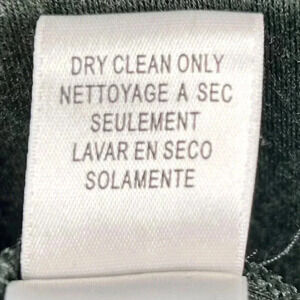 DRY CLEAN ONLY
NETTOYAGE A SEC
SEULEMENT
LAVAR EN SECO
SOLAMENTE